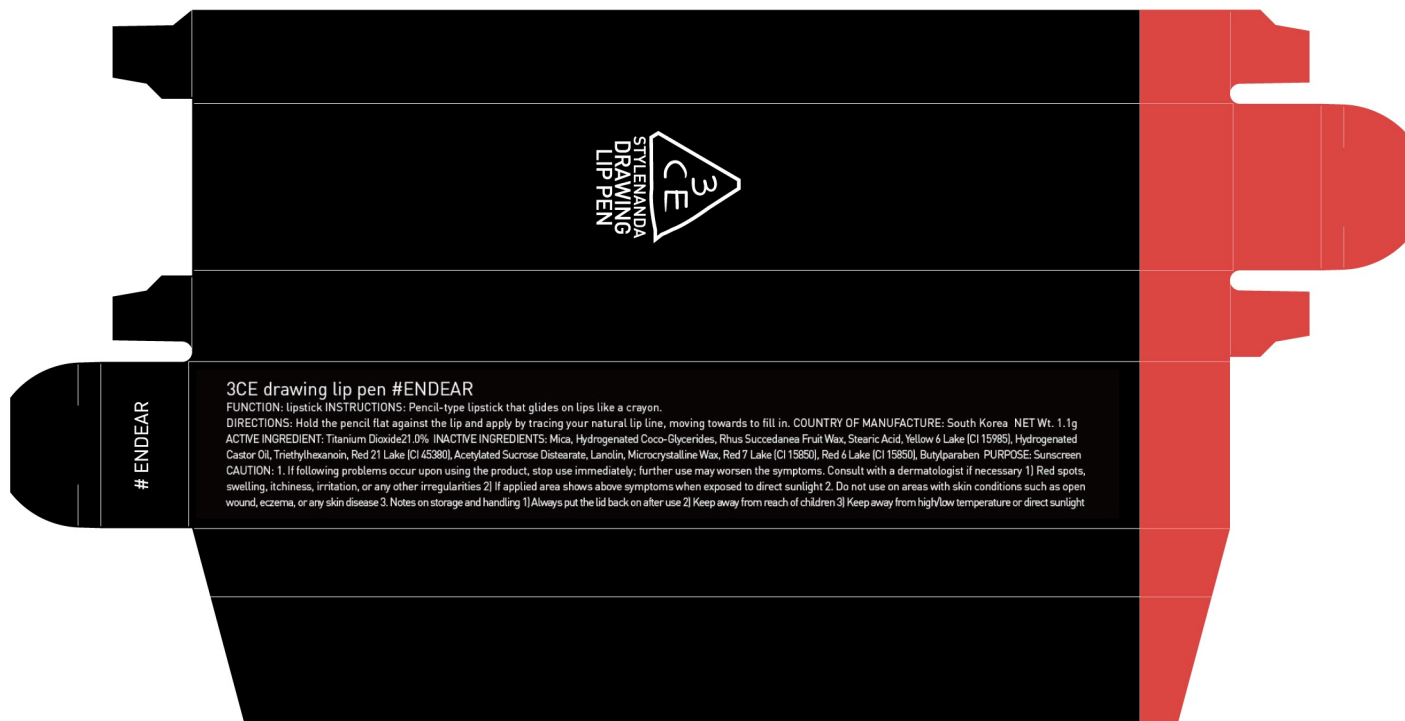 3
CE
STYLENANDA
DRAWING
LIP PEN
# ENDEAR
3CE drawing lip pen #ENDEAR
FUNCTION: lipstick INSTRUCTIONS: Pencil-type lipstick that glides on lips like a crayon.
DIRECTIONS: Hold the pencil flat against the lip and apply by tracing your natural lip line, moving towards to fill in. COUNTRY OF MANUFACTURE: South Korea NET Wt. 1.1g
ACTIVE INGREDIENT: Titanium Dioxide21.0% INACTIVE INGREDIENTS: Mica, Hydrogenated Coco-Glycerides, Rhus Succedanea Fruit Wax, Stearic Acid, Yellow 6 Lake (CI 15985), Hydrogenated
Castor Oil, Triethylhexanoin, Red 21 Lake (CI 45380), Acetylated Sucrose Distearate, Lanolin, Microcrystalline Wax, Red 7 Lake (CI 15850), Red 6 Lake (CI 15850), Butylparaben PURPOSE: Sunscreen
CAUTION: 1. If following problems occur upon using the product, stop use immediately; further use may worsen the symptoms. Consult with a dermatologist if necessary 1) Red spots,
swelling, itchiness, irritation, or any other irregularities 2) If applied area shows above symptoms when exposed to direct sunlight 2. Do not use on areas with skin conditions such as open
wound, eczema, or any skin disease 3. Notes on storage and handling 1) Always put the lid back on after use 2) Keep away from reach of children 3) Keep away from high/low temperature or direct sunlight